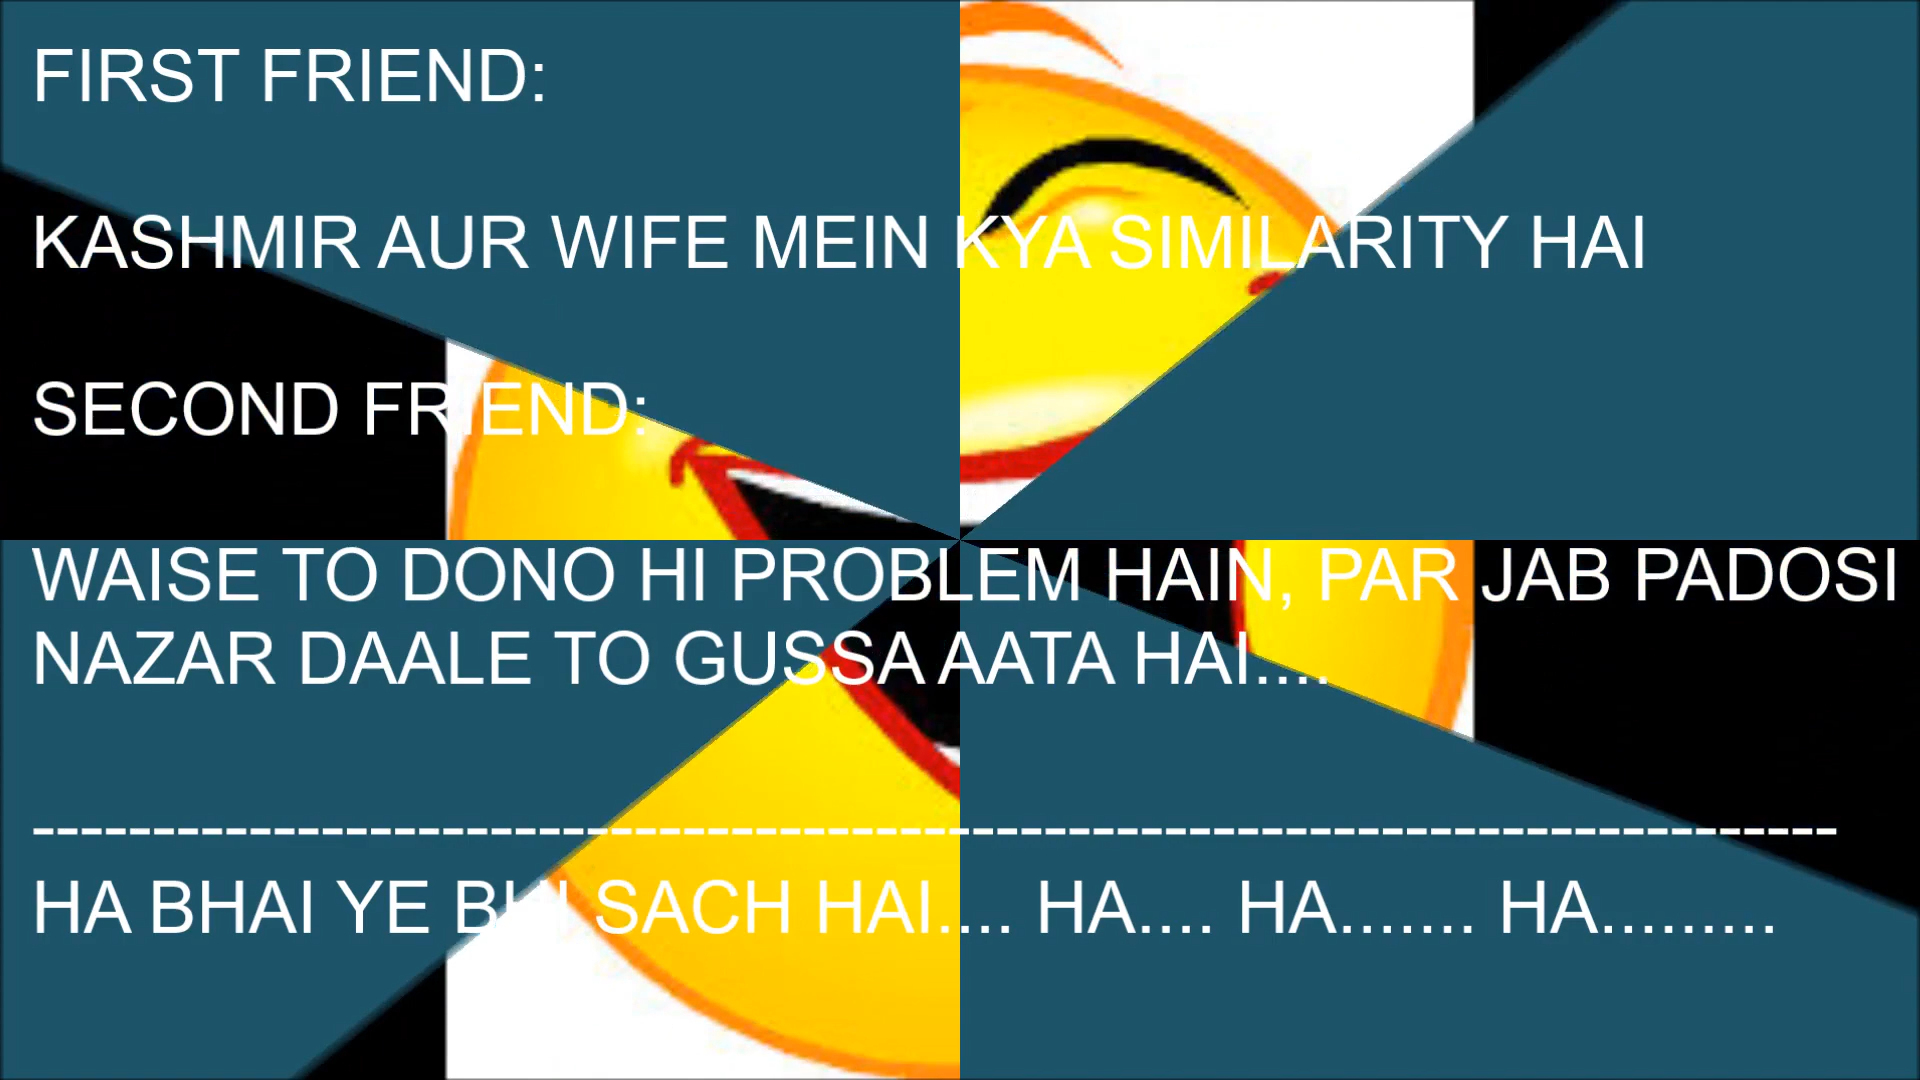 FIRST FRIEND:
KASHMIR AUR WIFE MEIN KYA SIMILARITY HAI
SECOND FRIEND:
WAISE TO DONO HI PROBLEM HAIN, PAR JAB PADOSI
NAZAR DAALE TO GUSSA AATA HAI....
------------------------------------------------------------------------------
HA BHAI YE BHI SACH HAI.... HA.... HA....... HA.........